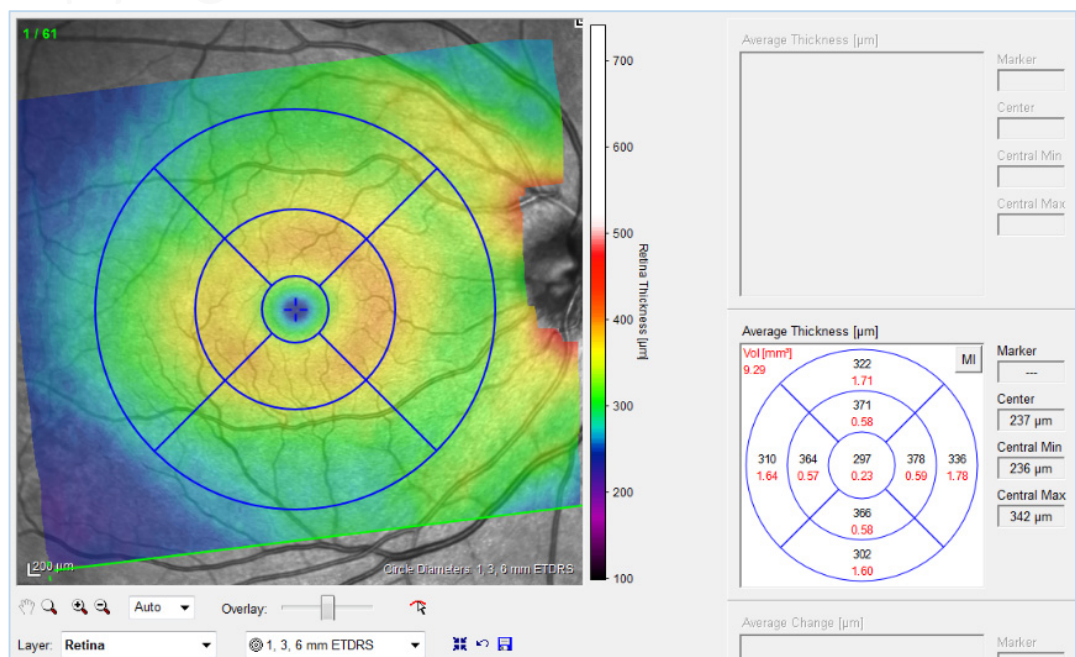 1 / 61
200 µm
Circle Diameters: 1, 3, 6 mm ETDRS
700
600
500
400
300
200
100
Retina Thickness [µm]
Auto
Overlay:
Layer:
Retina
1, 3, 6 mm ETDRS
Average Thickness [µm]
Marker
Center
Central Min
Central Max
Average Thickness [µm]
Vol [mm³]
9.29
MI
322
1.71
371
0.58
310
1.64
364
0.57
297
0.23
378
0.59
336
1.78
366
0.58
302
1.60
Marker
---
Center
237 µm
Central Min
236 µm
Central Max
342 µm
Average Change [µm]
Marker